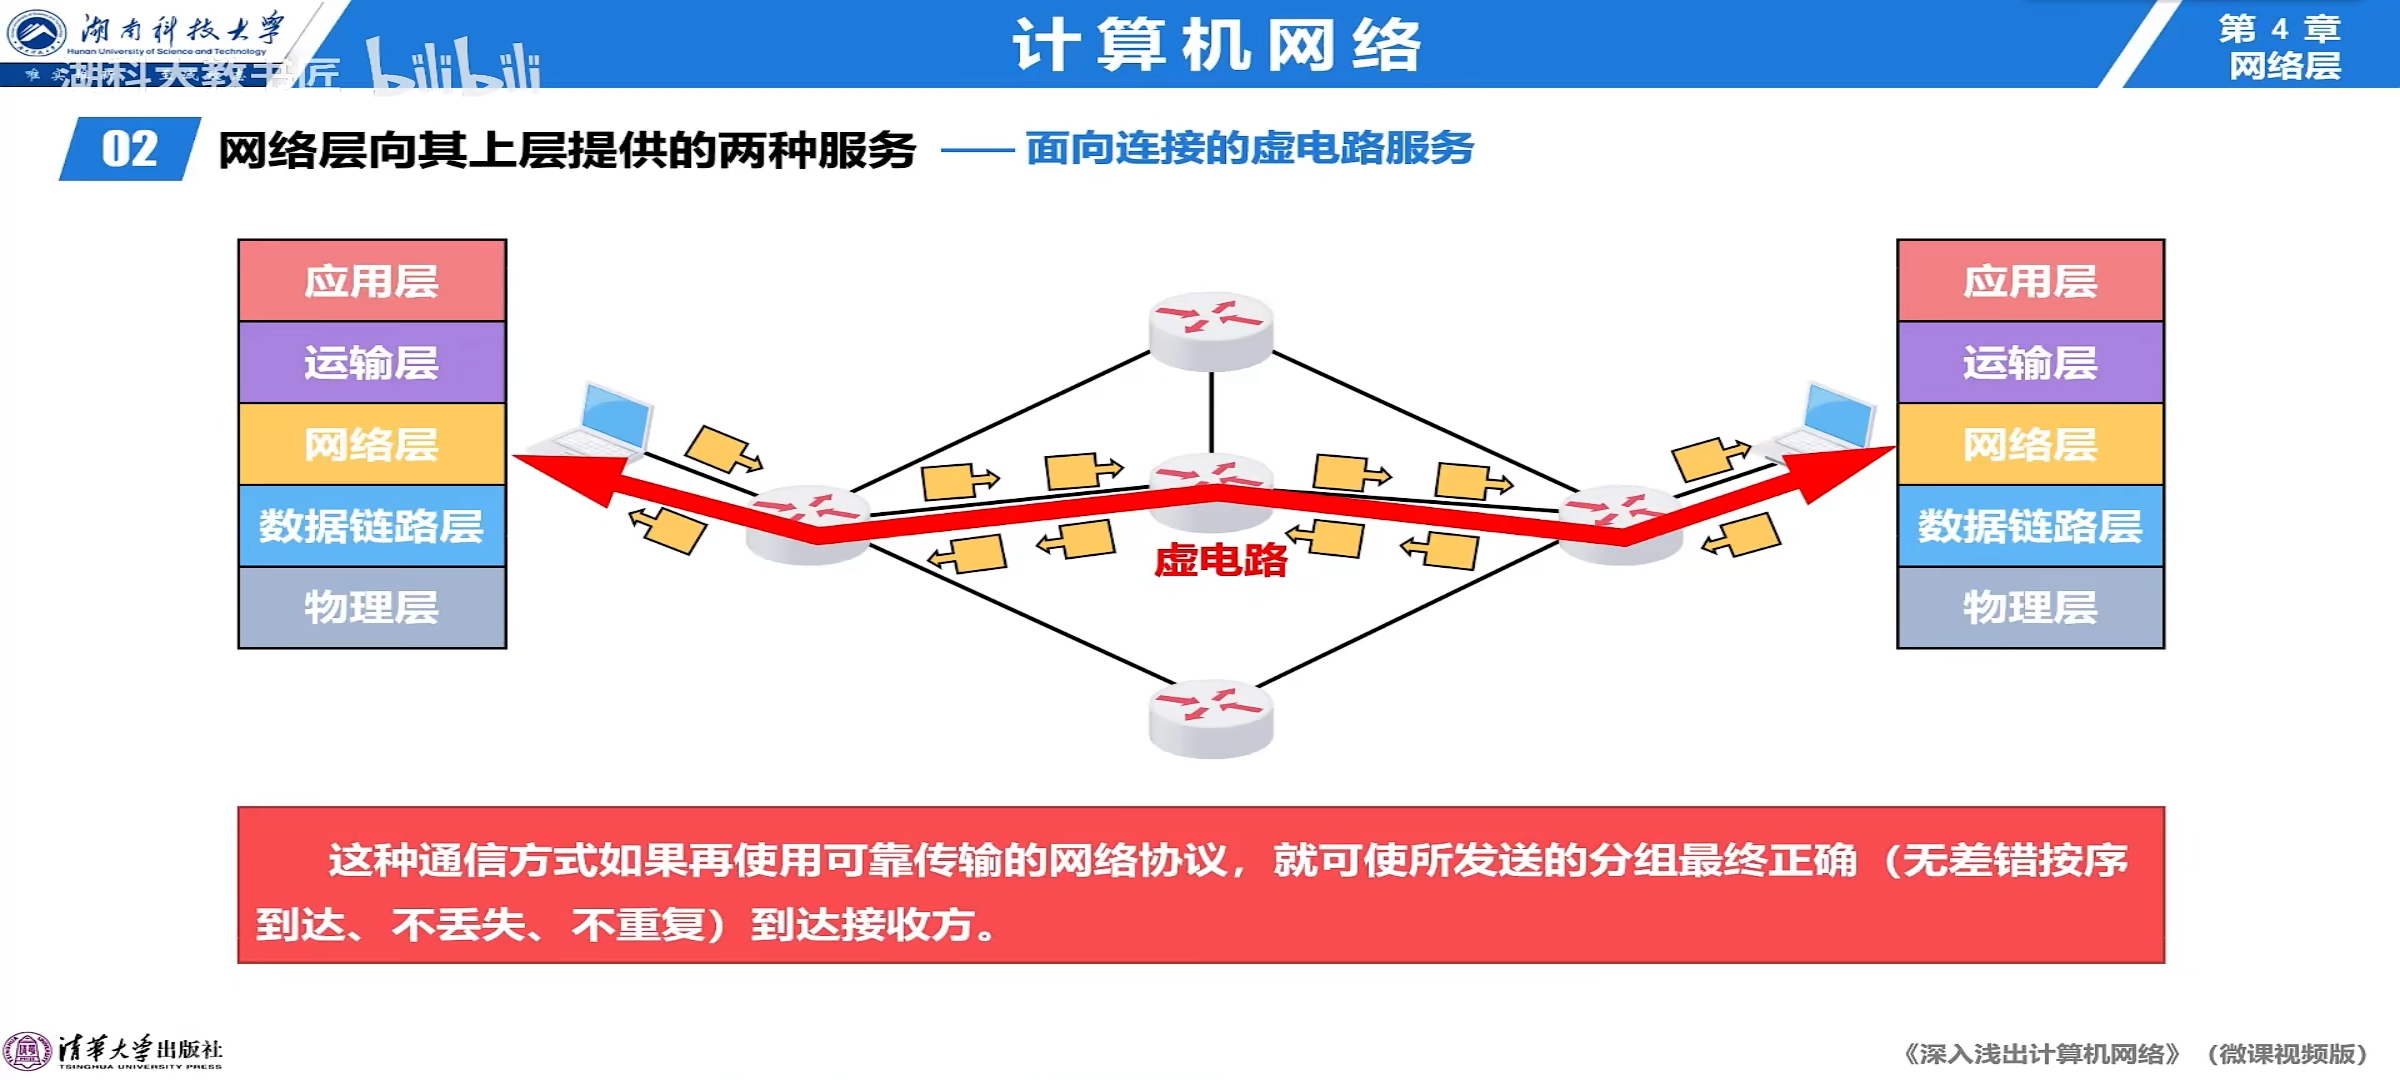 湖南科技大学
Hunan University of Science and Technology
湖科大教书匠 bilibili
计算机网络
第 4 章
网络层
02 网络层向其上层提供的两种服务 —— 面向连接的虚电路服务
应用层
运输层
网络层
数据链路层
物理层
虚电路
应用层
运输层
网络层
数据链路层
物理层
这种通信方式如果再使用可靠传输的网络协议，就可使所发送的分组最终正确（无差错按序
到达、不丢失、不重复）到达接收方。
清华大学出版社
TSINGHUA UNIVERSITY PRESS
《深入浅出计算机网络》（微课视频版）